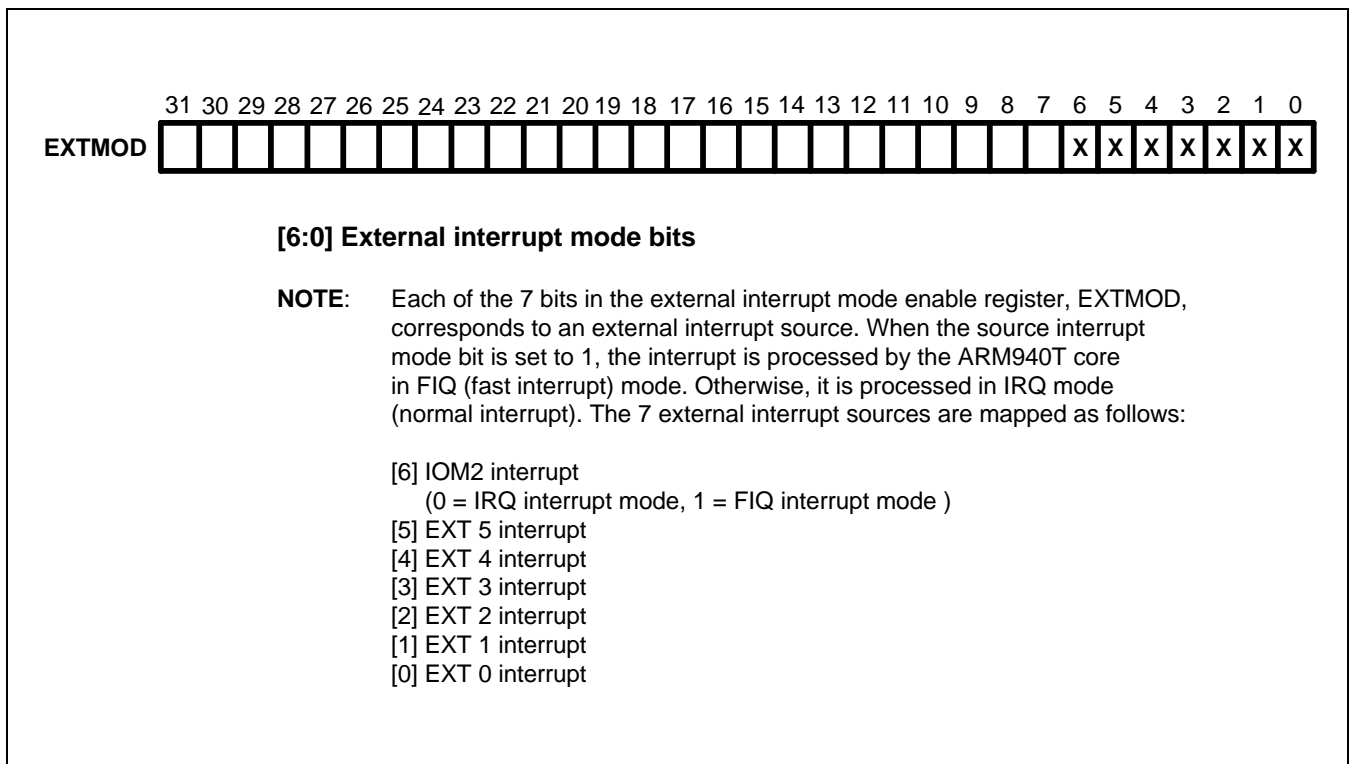 31 30 29 28 27 26 25 24 23 22 21 20 19 18 17 16 15 14 13 12 11 10 9 8 7 6 5 4 3 2 1 0
EXTMOD X X X X X X X
[6:0] External interrupt mode bits
NOTE: Each of the 7 bits in the external interrupt mode enable register, EXTMOD,
corresponds to an external interrupt source. When the source interrupt
mode bit is set to 1, the interrupt is processed by the ARM940T core
in FIQ (fast interrupt) mode. Otherwise, it is processed in IRQ mode
(normal interrupt). The 7 external interrupt sources are mapped as follows:
[6] IOM2 interrupt
(0 = IRQ interrupt mode, 1 = FIQ interrupt mode )
[5] EXT 5 interrupt
[4] EXT 4 interrupt
[3] EXT 3 interrupt
[2] EXT 2 interrupt
[1] EXT 1 interrupt
[0] EXT 0 interrupt